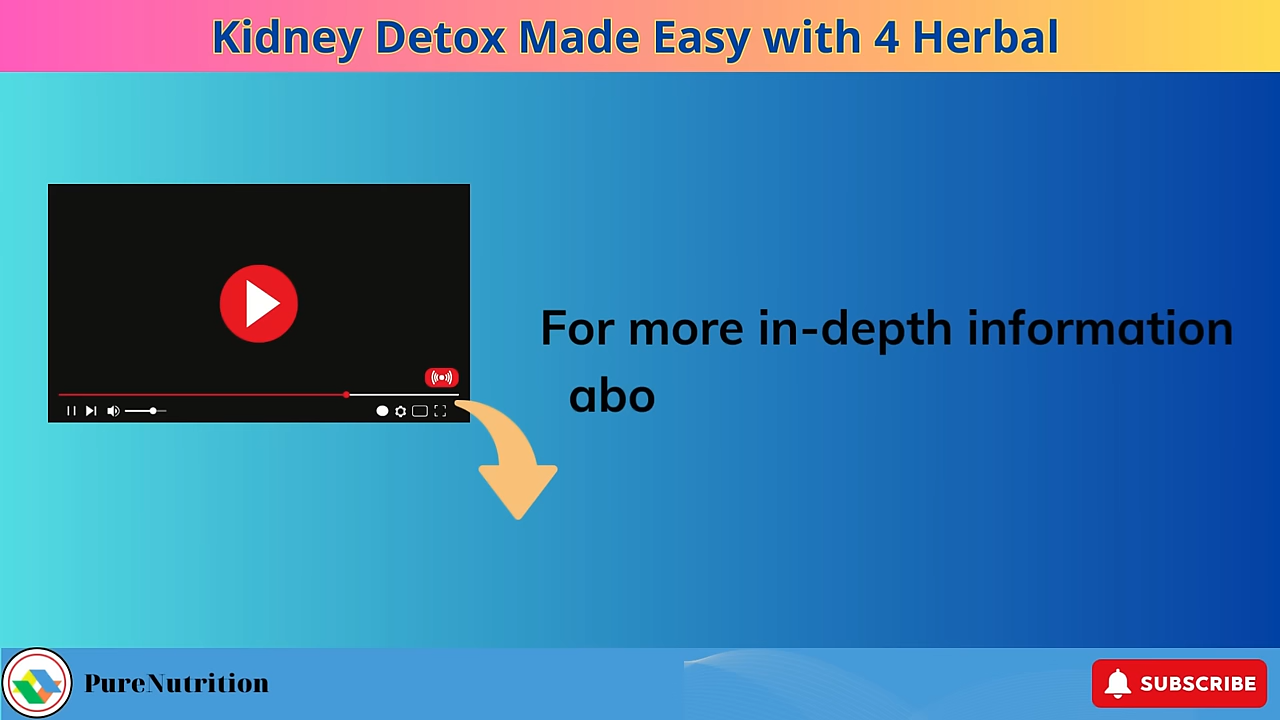 Kidney Detox Made Easy with 4 Herbal
For more in-depth information
abo
PureNutrition
SUBSCRIBE